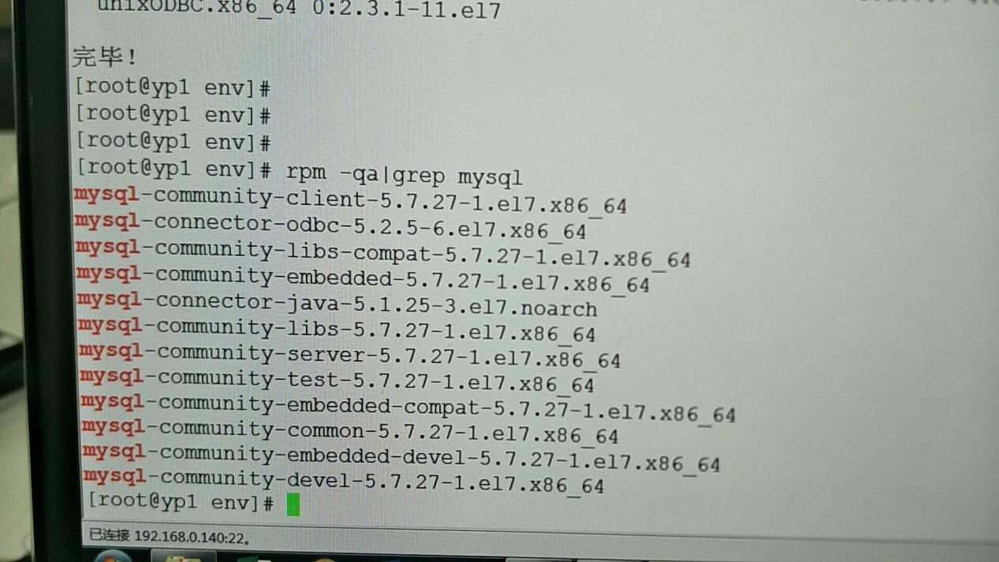 unixODBC.x86_64 0:2.3.1-11.el7
完毕！
[root@yp1 env]#
[root@yp1 env]#
[root@yp1 env]#
[root@yp1 env]# rpm -qa|grep mysql
mysql-community-client-5.7.27-1.el7.x86_64
mysql-connector-odbc-5.2.5-6.el7.x86_64
mysql-community-libs-compat-5.7.27-1.el7.x86_64
mysql-community-embedded-5.7.27-1.el7.x86_64
mysql-connector-java-5.1.25-3.el7.noarch
mysql-community-libs-5.7.27-1.el7.x86_64
mysql-community-server-5.7.27-1.el7.x86_64
mysql-community-test-5.7.27-1.el7.x86_64
mysql-community-embedded-compat-5.7.27-1.el7.x86_64
mysql-community-common-5.7.27-1.el7.x86_64
mysql-community-embedded-devel-5.7.27-1.el7.x86_64
mysql-community-devel-5.7.27-1.el7.x86_64
[root@yp1 env]#
已连接 192.168.0.140:22。